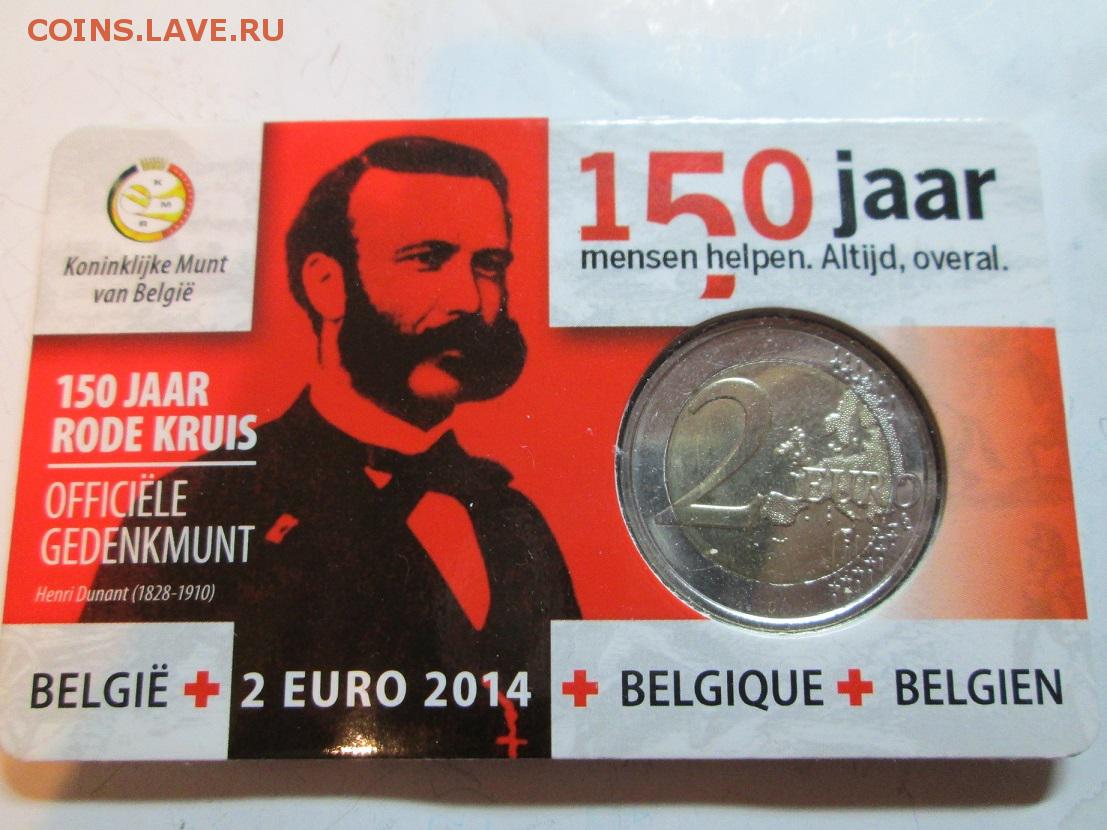 COINS.LAVE.RU
K
M
B
Koninklijke Munt
van België
150 jaar
mensen helpen. Altijd, overal.
150 JAAR
RODE KRUIS
OFFICIËLE
GEDENKMUNT
Henri Dunant (1828-1910)
2 EURO
BELGIË + 2 EURO 2014 + BELGIQUE + BELGIEN